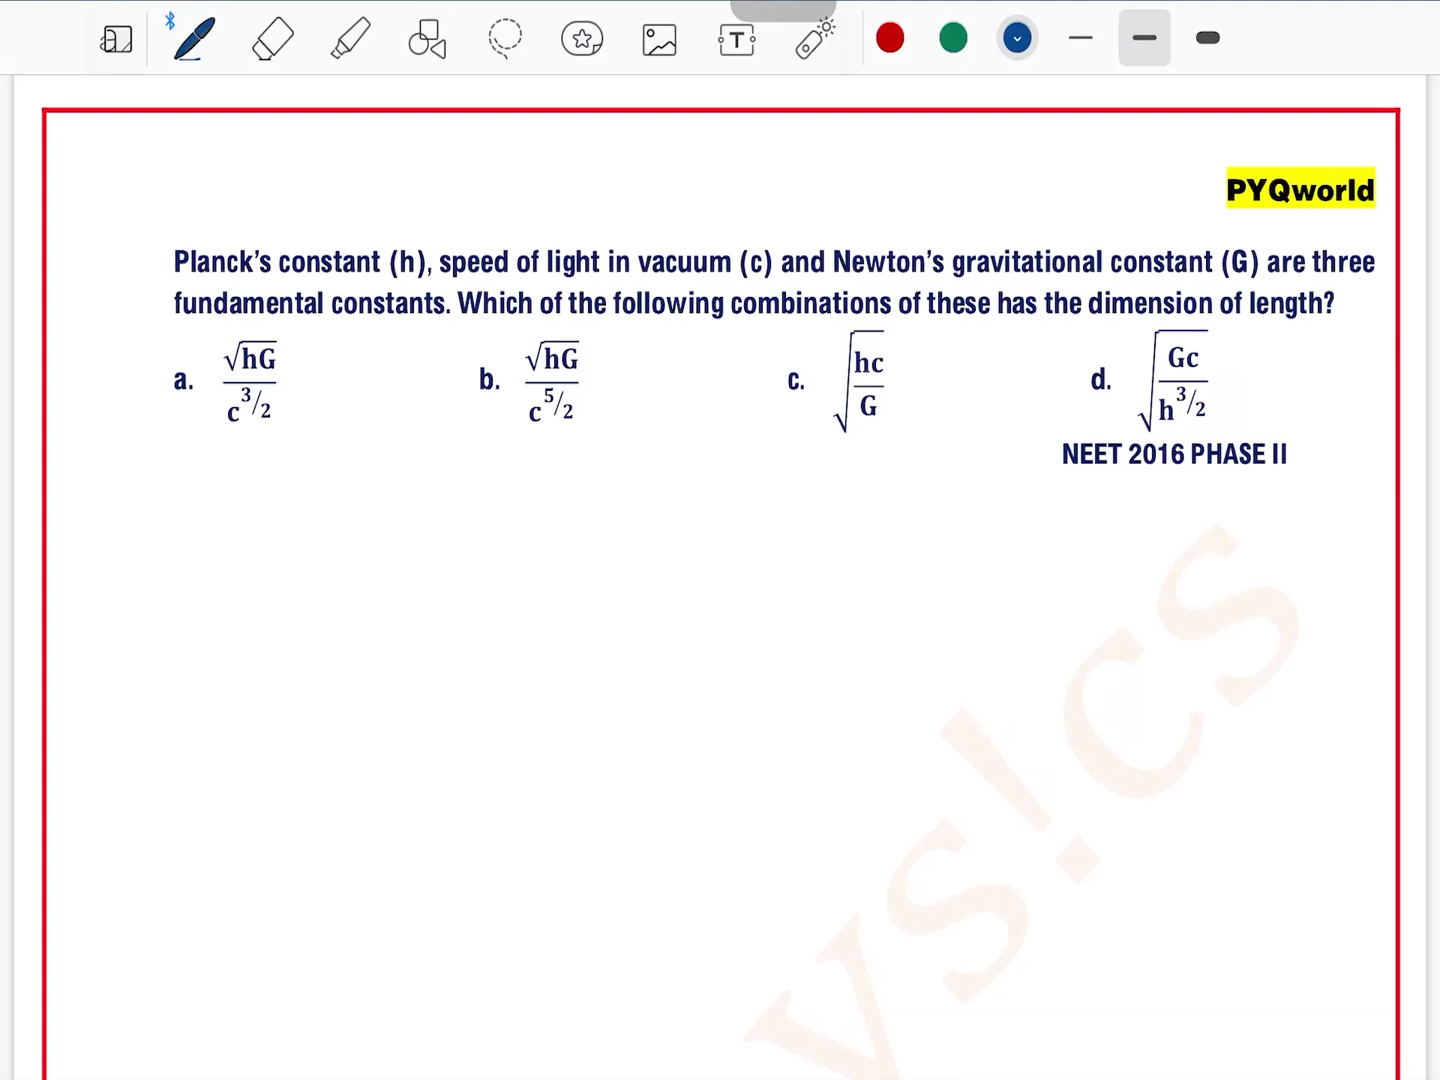 PYQworld
Planck’s constant (h), speed of light in vacuum (c) and Newton’s gravitational constant (G) are three
fundamental constants. Which of the following combinations of these has the dimension of length?
a. √hG / c^3/2 b. √hG / c^5/2 c. √(hc / G) d. √(Gc / h^3/2)
NEET 2016 PHASE II
vs!cs